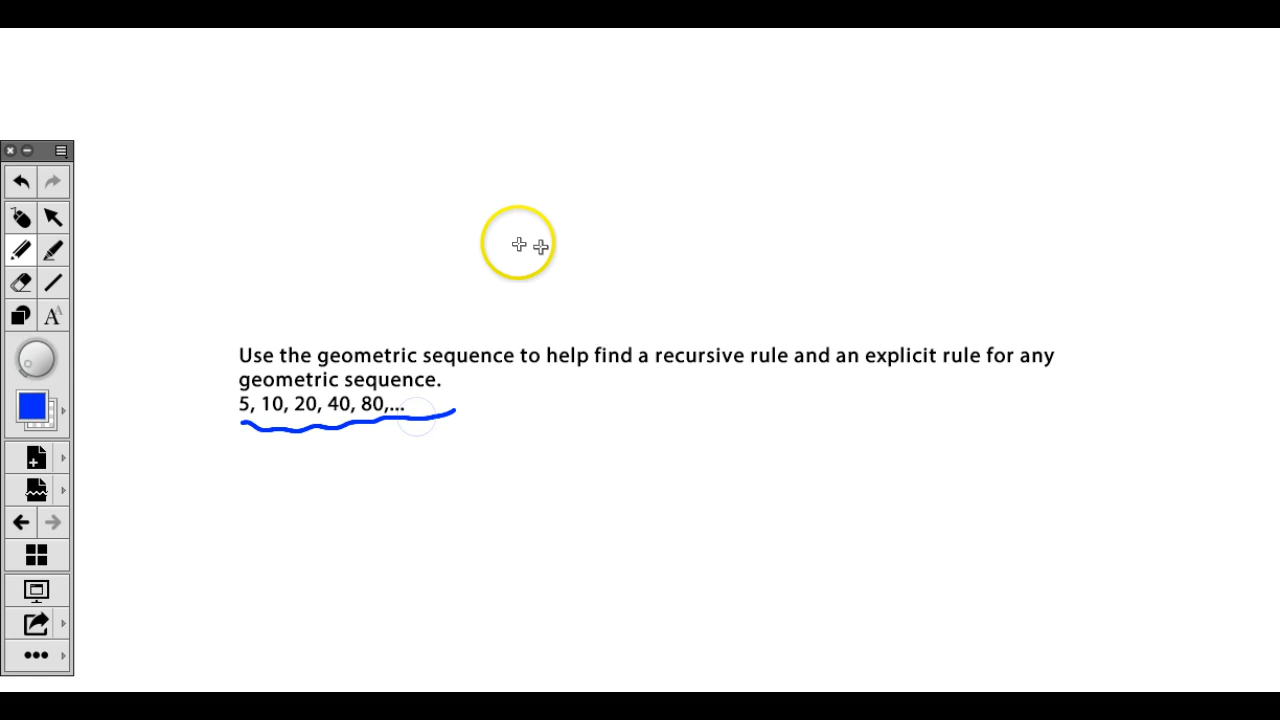 Use the geometric sequence to help find a recursive rule and an explicit rule for any
geometric sequence.
5, 10, 20, 40, 80,...